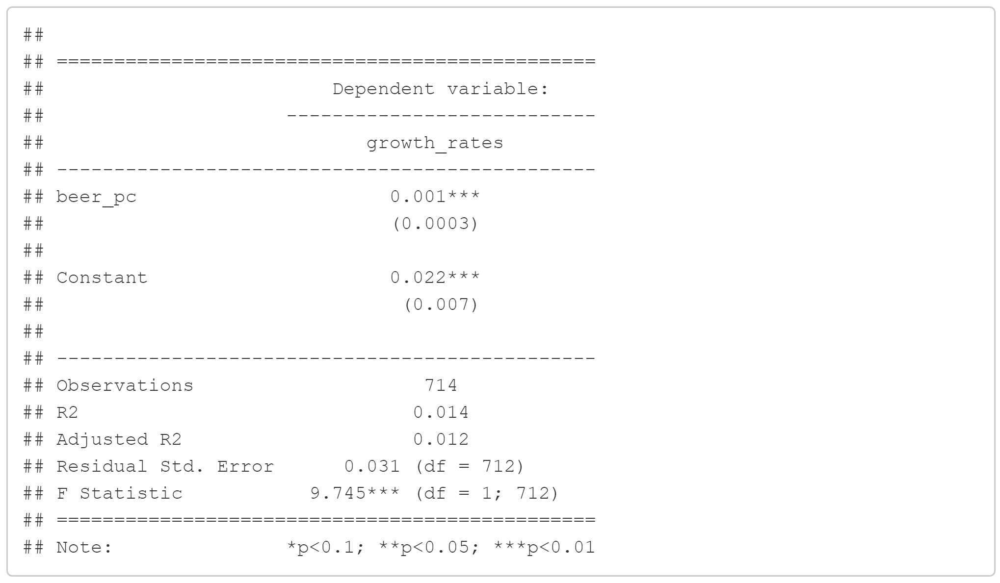 ##
## ===============================================
##                         Dependent variable:
##                     ---------------------------
##                            growth_rates
## -----------------------------------------------
## beer_pc                      0.001***
##                              (0.0003)
##
## Constant                     0.022***
##                               (0.007)
##
## -----------------------------------------------
## Observations                    714
## R2                             0.014
## Adjusted R2                    0.012
## Residual Std. Error      0.031 (df = 712)
## F Statistic           9.745*** (df = 1; 712)
## ===============================================
## Note:               *p<0.1; **p<0.05; ***p<0.01